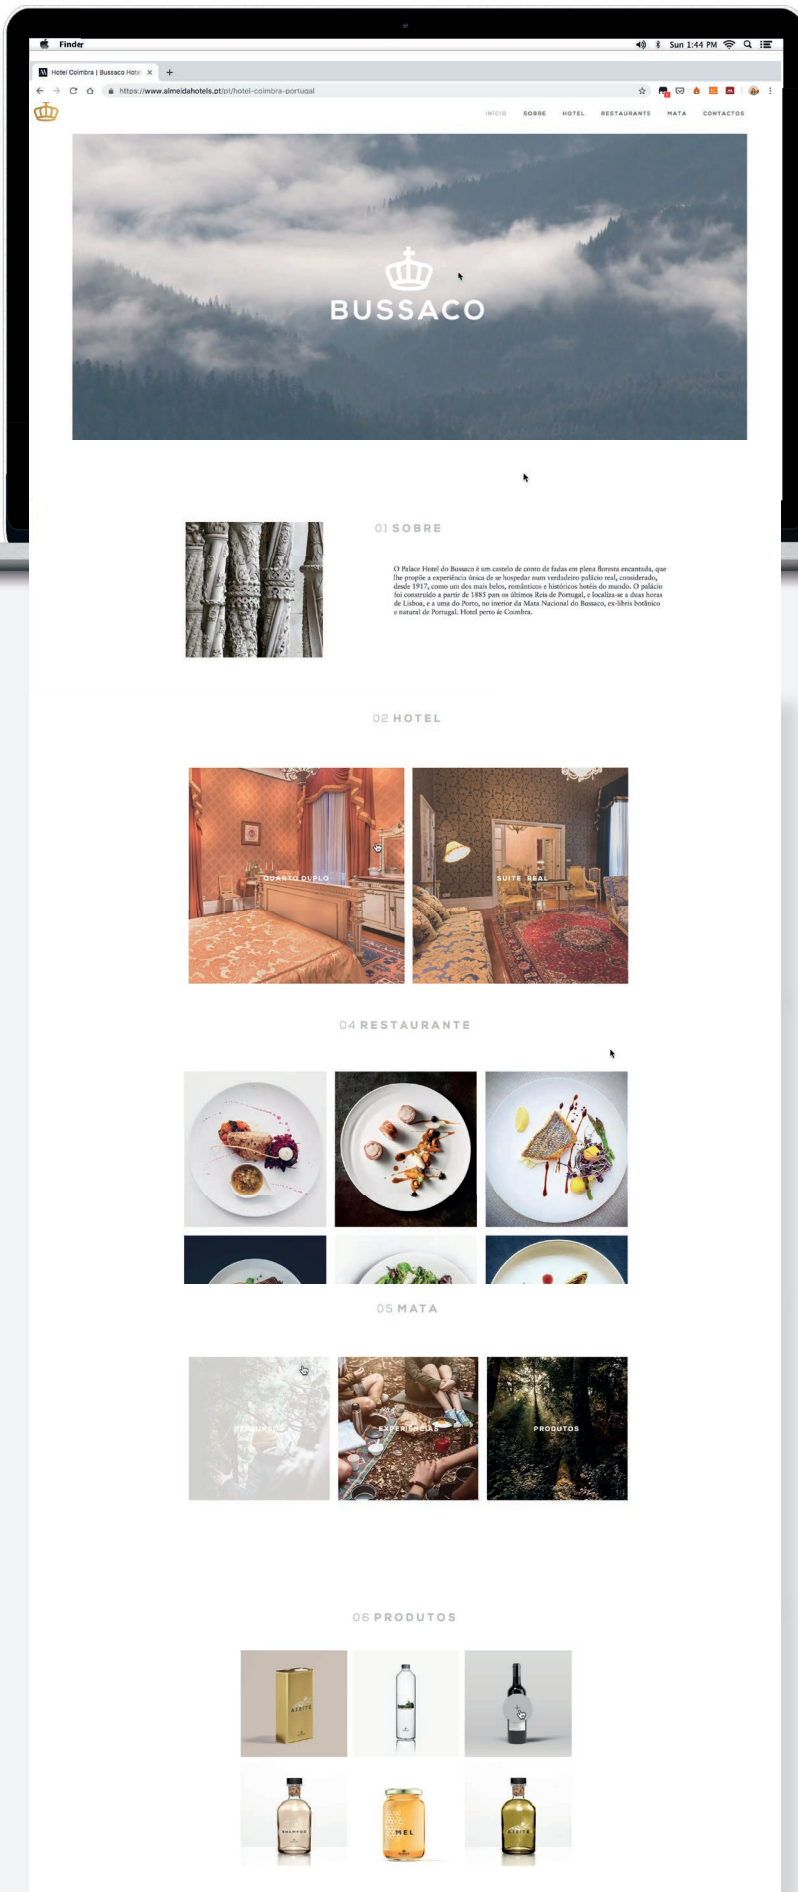 Finder
Sun 1:44 PM
Hotel Coimbra | Bussaco Hote
https://www.almeidahotels.pt/pt/hotel-coimbra-portugal
INÍCIO SOBRE HOTEL RESTAURANTE MATA CONTACTOS
BUSSACO
01 SOBRE
O Palace Hotel do Bussaco é um castelo de conto de fadas em plena floresta encantada, que
lhe propõe a experiência única de se hospedar num verdadeiro palácio real, considerado,
desde 1917, como um dos mais belos, românticos e históricos hotéis do mundo. O palácio
foi construído a partir de 1885 para os últimos Reis de Portugal, e localiza-se a duas horas
de Lisboa, e a uma do Porto, no interior da Mata Nacional do Bussaco, ex-libris botânico
e natural de Portugal. Hotel perto de Coimbra.
02 HOTEL
QUARTO DUPLO
SUITE REAL
04 RESTAURANTE
05 MATA
EXPERIÊNCIAS
PRODUTOS
06 PRODUTOS
AZEITE
SHAMPOO
MEL
AZEITE